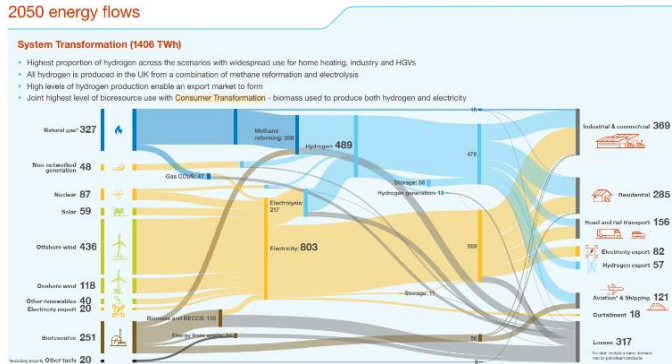 2050 energy flows
System Transformation (1406 TWh)
Highest proportion of hydrogen across the scenarios with widespread use for home heating, industry and HGVs
All hydrogen is produced in the UK from a combination of methane reformation and electrolysis
High levels of hydrogen production enable an export market to form
Joint highest level of bioresource use with Consumer Transformation - biomass used to produce both hydrogen and electricity
Natural gas* 327
Non networked
generation 48
Nuclear 87
Solar 59
Offshore wind 436
Onshore wind 118
Other renewables 40
Electricity import 20
Bioresource 251
Other fuels 20
Methane
reforming: 308
Gas CCUS: 47
Hydrogen: 489
Electrolysis:
217
Electricity: 803
Biomass and BECCS: 135
Energy from waste:
Storage: 56
Hydrogen generation: 13
Storage: 11
15
476
569
56
Industrial & commercial 369
Residential 285
Road and rail transport 156
Electricity export 82
Hydrogen export 57
Aviation* & Shipping 121
Curtailment 18
Losses 317